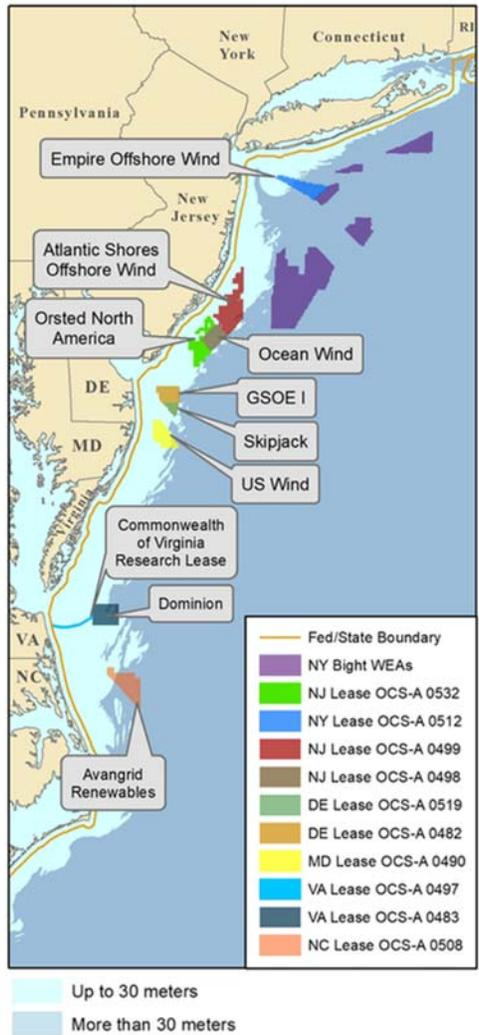 New
York
Connecticut
RI
Pennsylvania
Empire Offshore Wind
New
Jersey
Atlantic Shores
Offshore Wind
Orsted North
America
Ocean Wind
DE
GSOE I
MD
Skipjack
US Wind
Virginia
Commonwealth
of Virginia
Research Lease
Dominion
VA
NC
Avangrid
Renewables
Fed/State Boundary
NY Bight WEAs
NJ Lease OCS-A 0532
NY Lease OCS-A 0512
NJ Lease OCS-A 0499
NJ Lease OCS-A 0498
DE Lease OCS-A 0519
DE Lease OCS-A 0482
MD Lease OCS-A 0490
VA Lease OCS-A 0497
VA Lease OCS-A 0483
NC Lease OCS-A 0508
Up to 30 meters
More than 30 meters